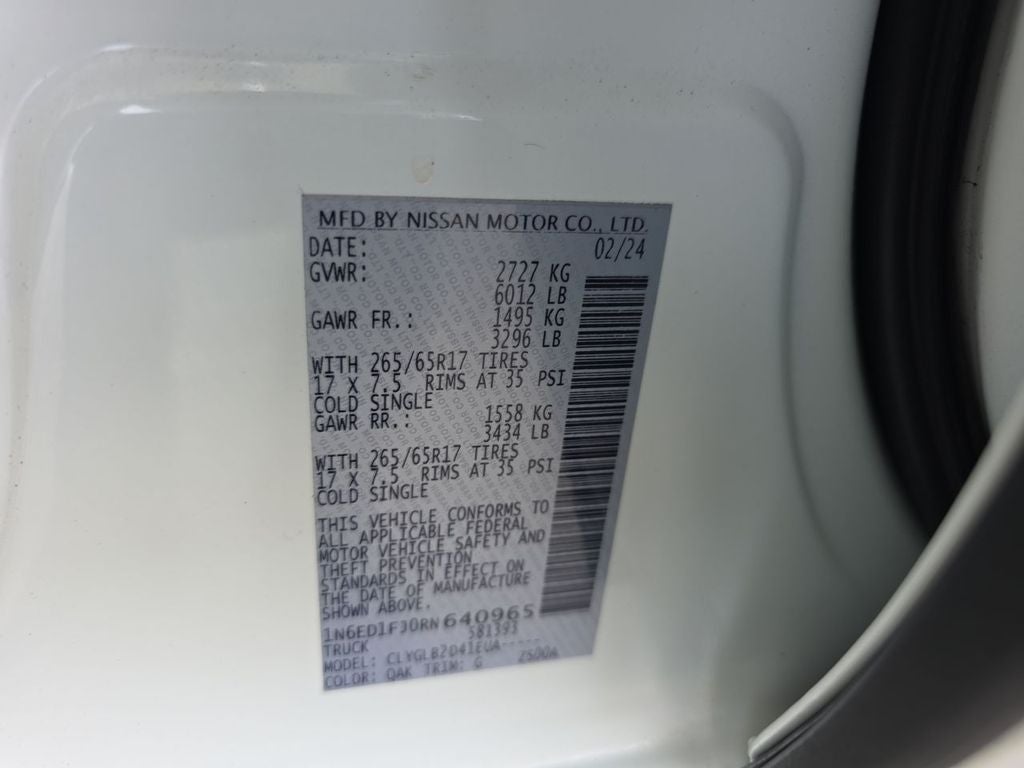 MFD BY NISSAN MOTOR CO., LTD.
DATE: 02/24
GVWR: 2727 KG
6012 LB
GAWR FR.: 1495 KG
3296 LB
WITH 265/65R17 TIRES
17 X 7.5 RIMS AT 35 PSI
COLD SINGLE
GAWR RR.: 1558 KG
3434 LB
WITH 265/65R17 TIRES
17 X 7.5 RIMS AT 35 PSI
COLD SINGLE
THIS VEHICLE CONFORMS TO
ALL APPLICABLE FEDERAL
MOTOR VEHICLE SAFETY AND
THEFT PREVENTION
STANDARDS IN EFFECT ON
THE DATE OF MANUFACTURE
SHOWN ABOVE.
640965
TRUCK 581393
MODEL:
COLOR: QAK TRIM: G 2500A